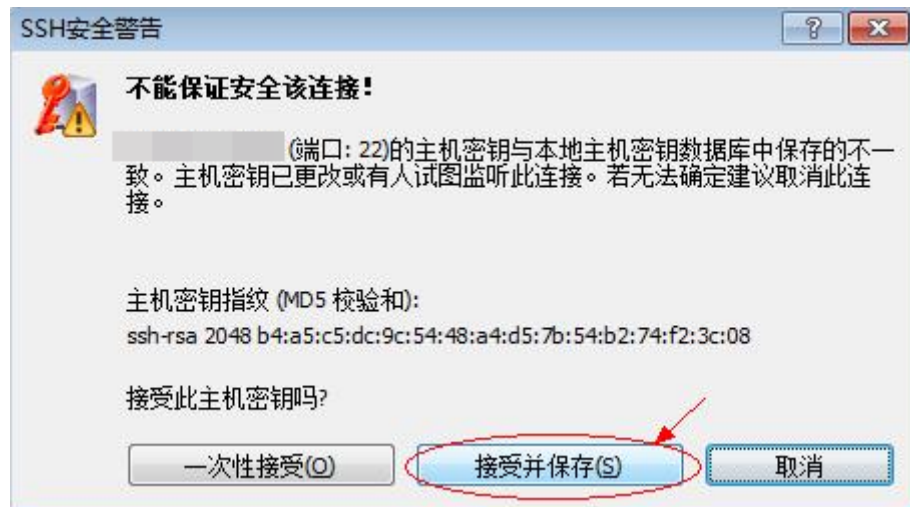 SSH安全警告
不能保证安全该连接!
(端口: 22)的主机密钥与本地主机密钥数据库中保存的不一
致。主机密钥已更改或有人试图监听此连接。若无法确定建议取消此连
接。
主机密钥指纹 (MD5 校验和):
ssh-rsa 2048 b4:a5:c5:dc:9c:54:48:a4:d5:7b:54:b2:74:f2:3c:08
接受此主机密钥吗?
一次性接受(O) 接受并保存(S) 取消